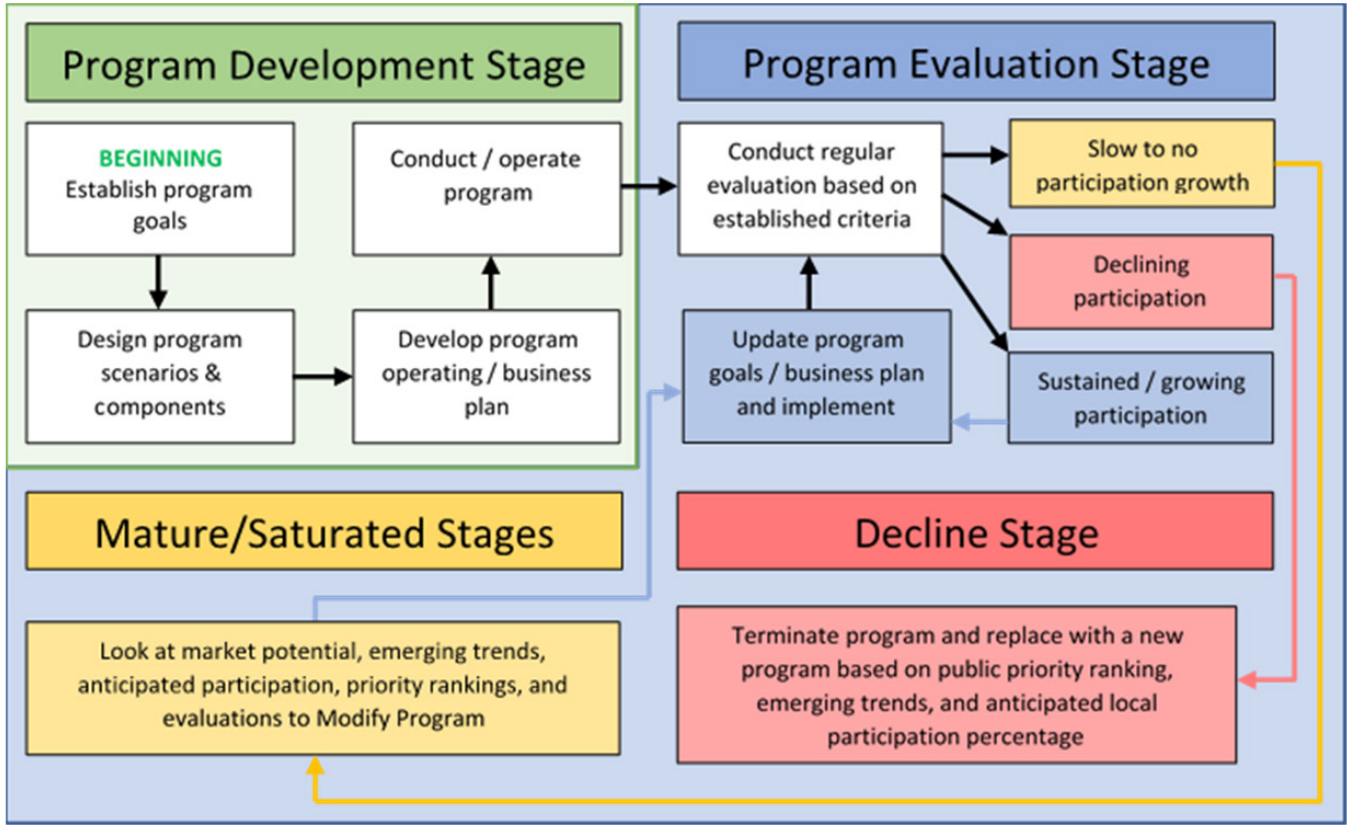 Program Development Stage
BEGINNING
Establish program
goals
Design program
scenarios &
components
Develop program
operating / business
plan
Conduct / operate
program
Program Evaluation Stage
Conduct regular
evaluation based on
established criteria
Slow to no
participation growth
Declining
participation
Sustained / growing
participation
Update program
goals / business plan
and implement
Mature/Saturated Stages
Look at market potential, emerging trends,
anticipated participation, priority rankings, and
evaluations to Modify Program
Decline Stage
Terminate program and replace with a new
program based on public priority ranking,
emerging trends, and anticipated local
participation percentage